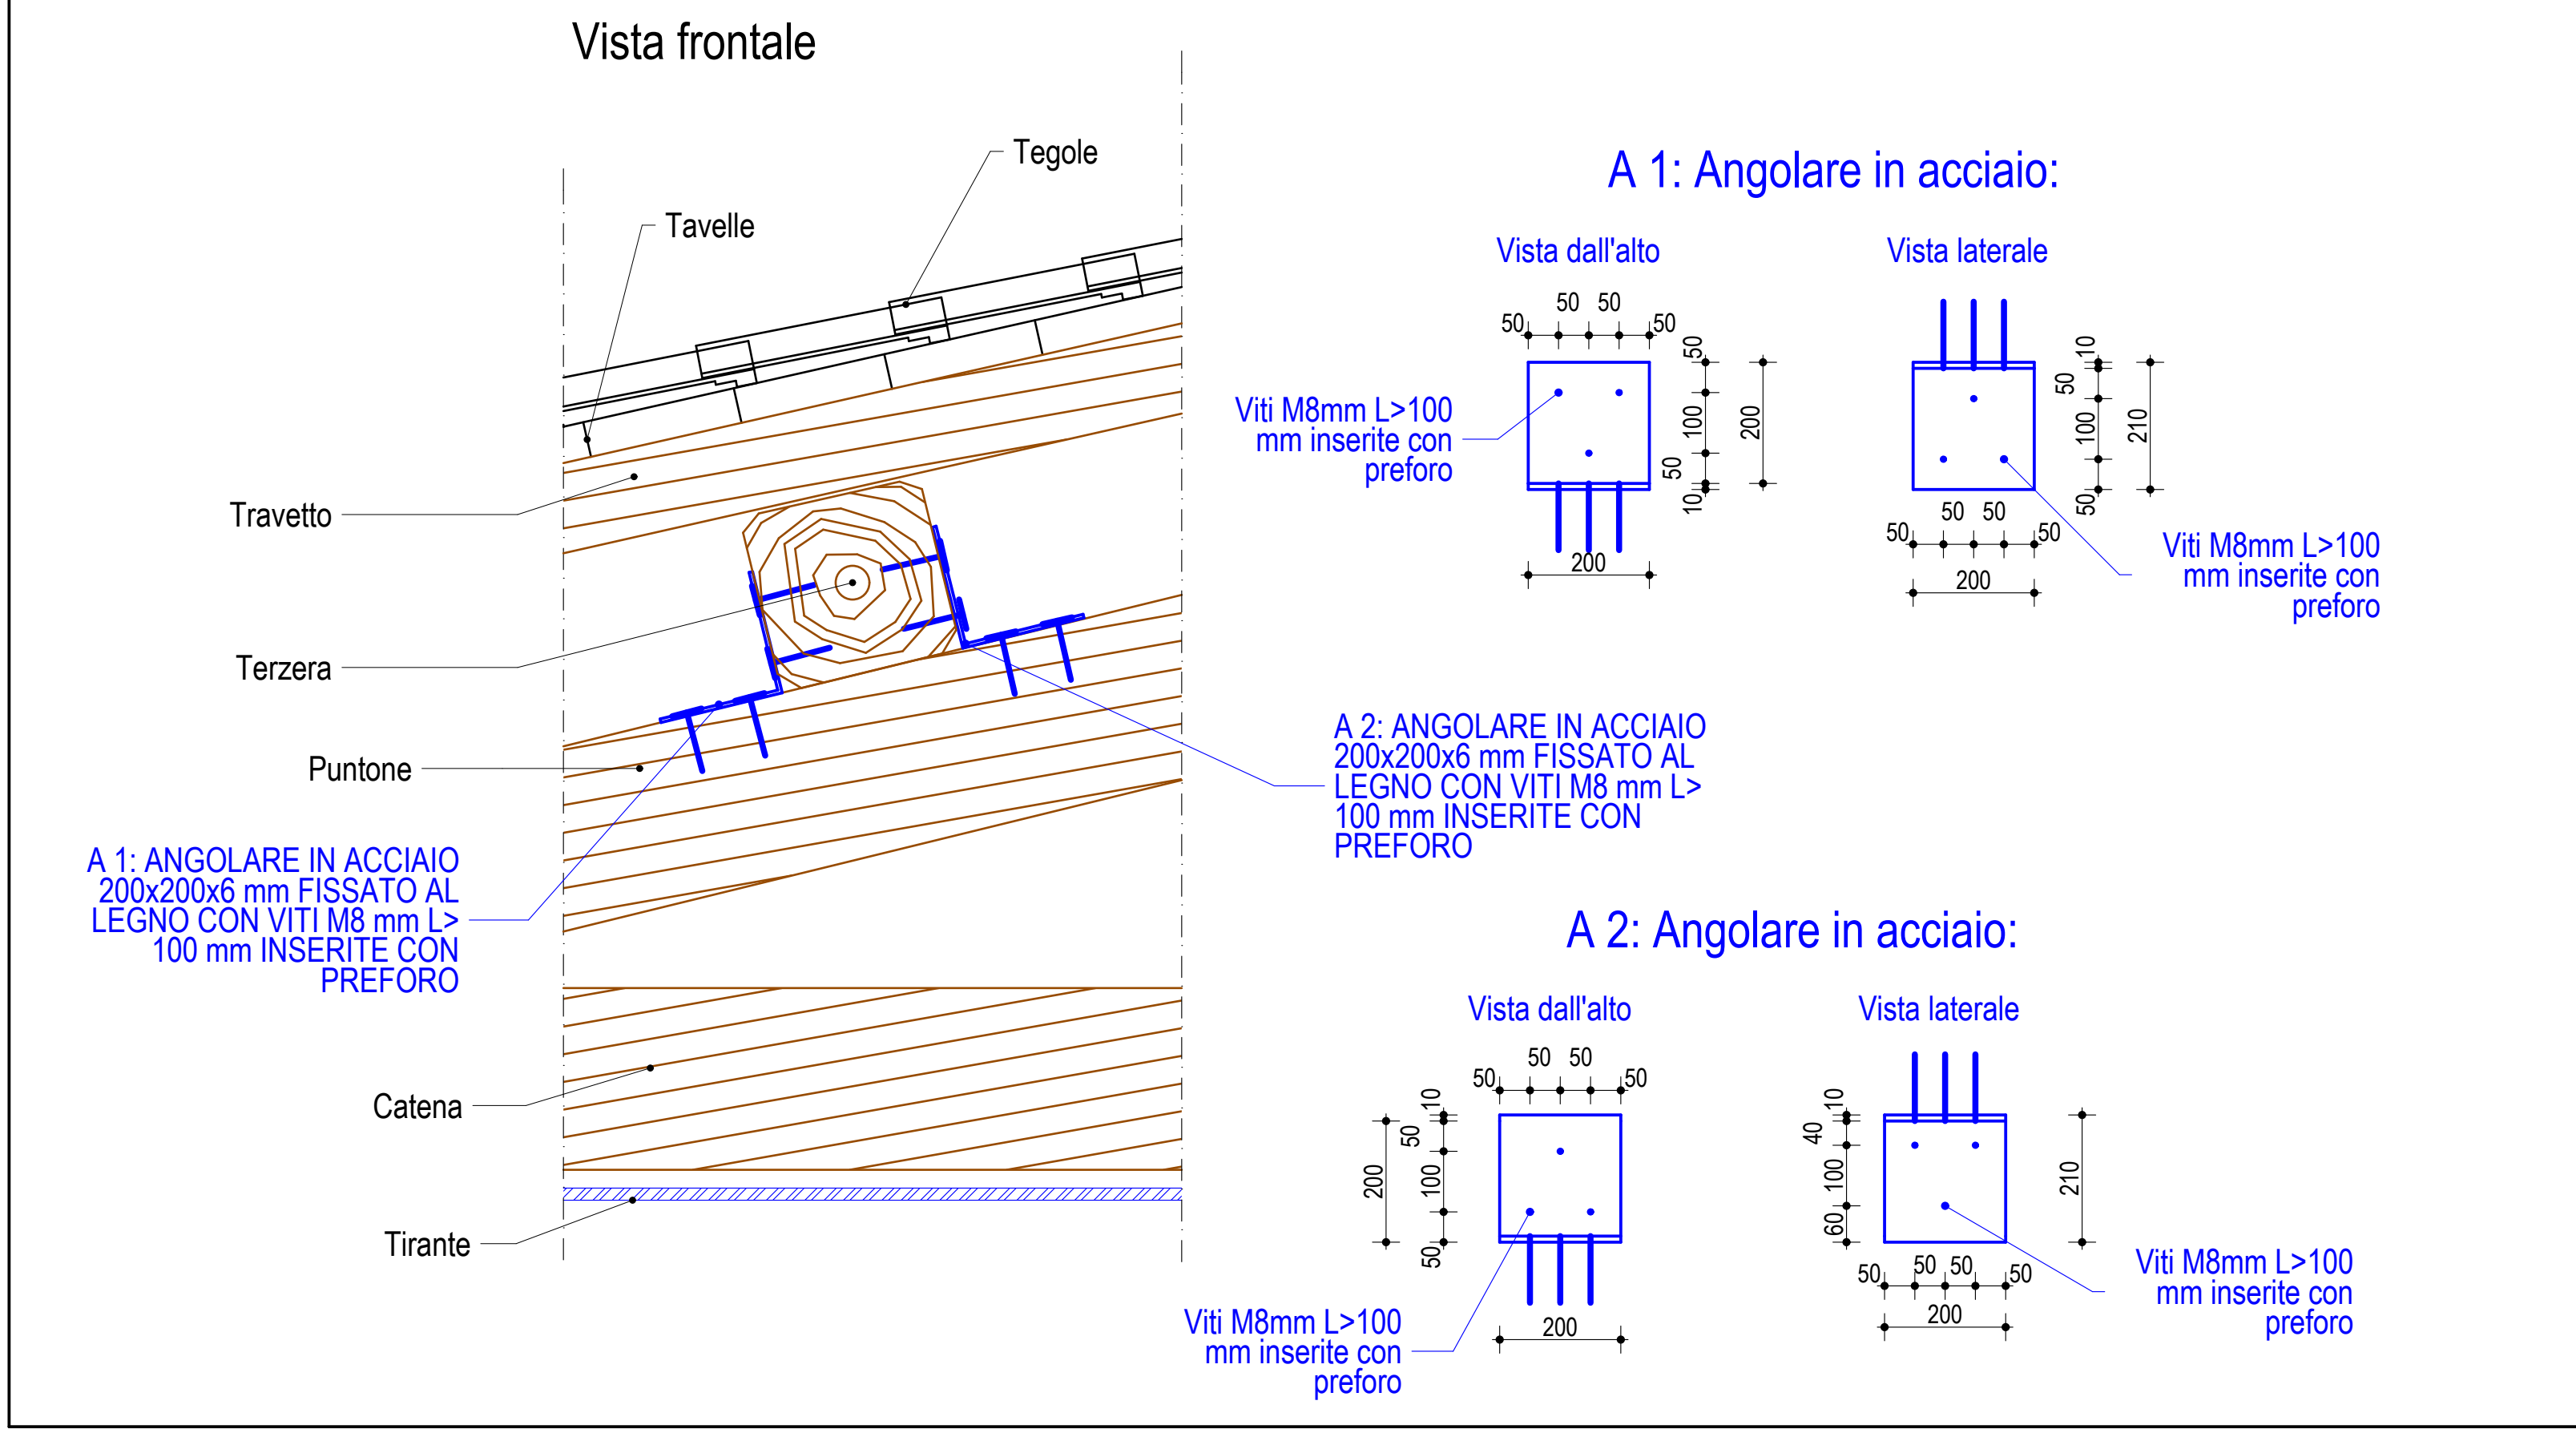 Vista frontale
Tegole
Tavelle
Travetto
Terzera
Puntone
A 1: ANGOLARE IN ACCIAIO
200x200x6 mm FISSATO AL
LEGNO CON VITI M8 mm L>
100 mm INSERITE CON
PREFORO
Catena
Tirante
A 2: ANGOLARE IN ACCIAIO
200x200x6 mm FISSATO AL
LEGNO CON VITI M8 mm L>
100 mm INSERITE CON
PREFORO
A 1: Angolare in acciaio:
Vista dall'alto
50 50
50 50
50
100
50
10
200
200
Viti M8mm L>100
mm inserite con
preforo
Vista laterale
10
50
100
50
210
50 50
50 50
200
Viti M8mm L>100
mm inserite con
preforo
A 2: Angolare in acciaio:
Vista dall'alto
50 50
50 50
10
50
100
50
200
200
Viti M8mm L>100
mm inserite con
preforo
Vista laterale
10
40
100
60
210
50 50 50 50
200
Viti M8mm L>100
mm inserite con
preforo